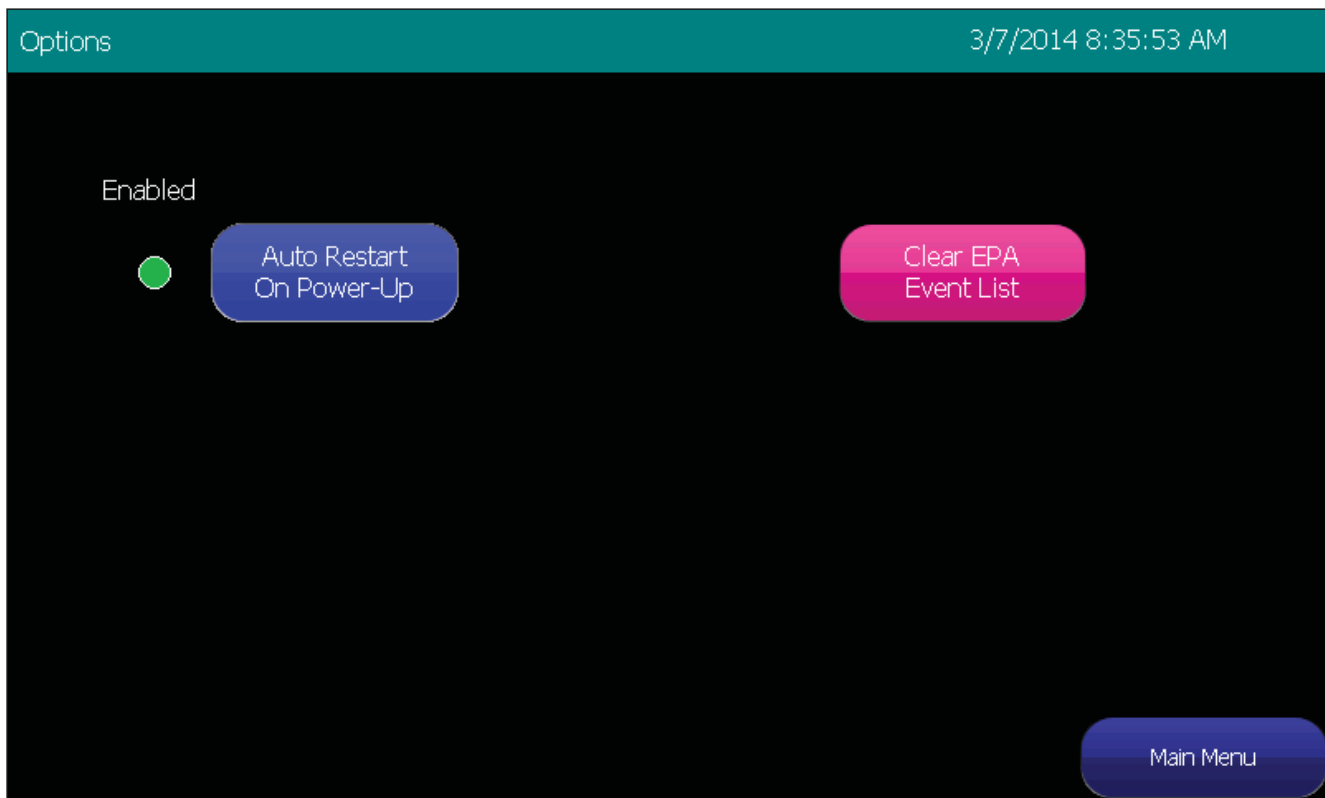 Options
3/7/2014 8:35:53 AM
Enabled
Auto Restart
On Power-Up
Clear EPA
Event List
Main Menu